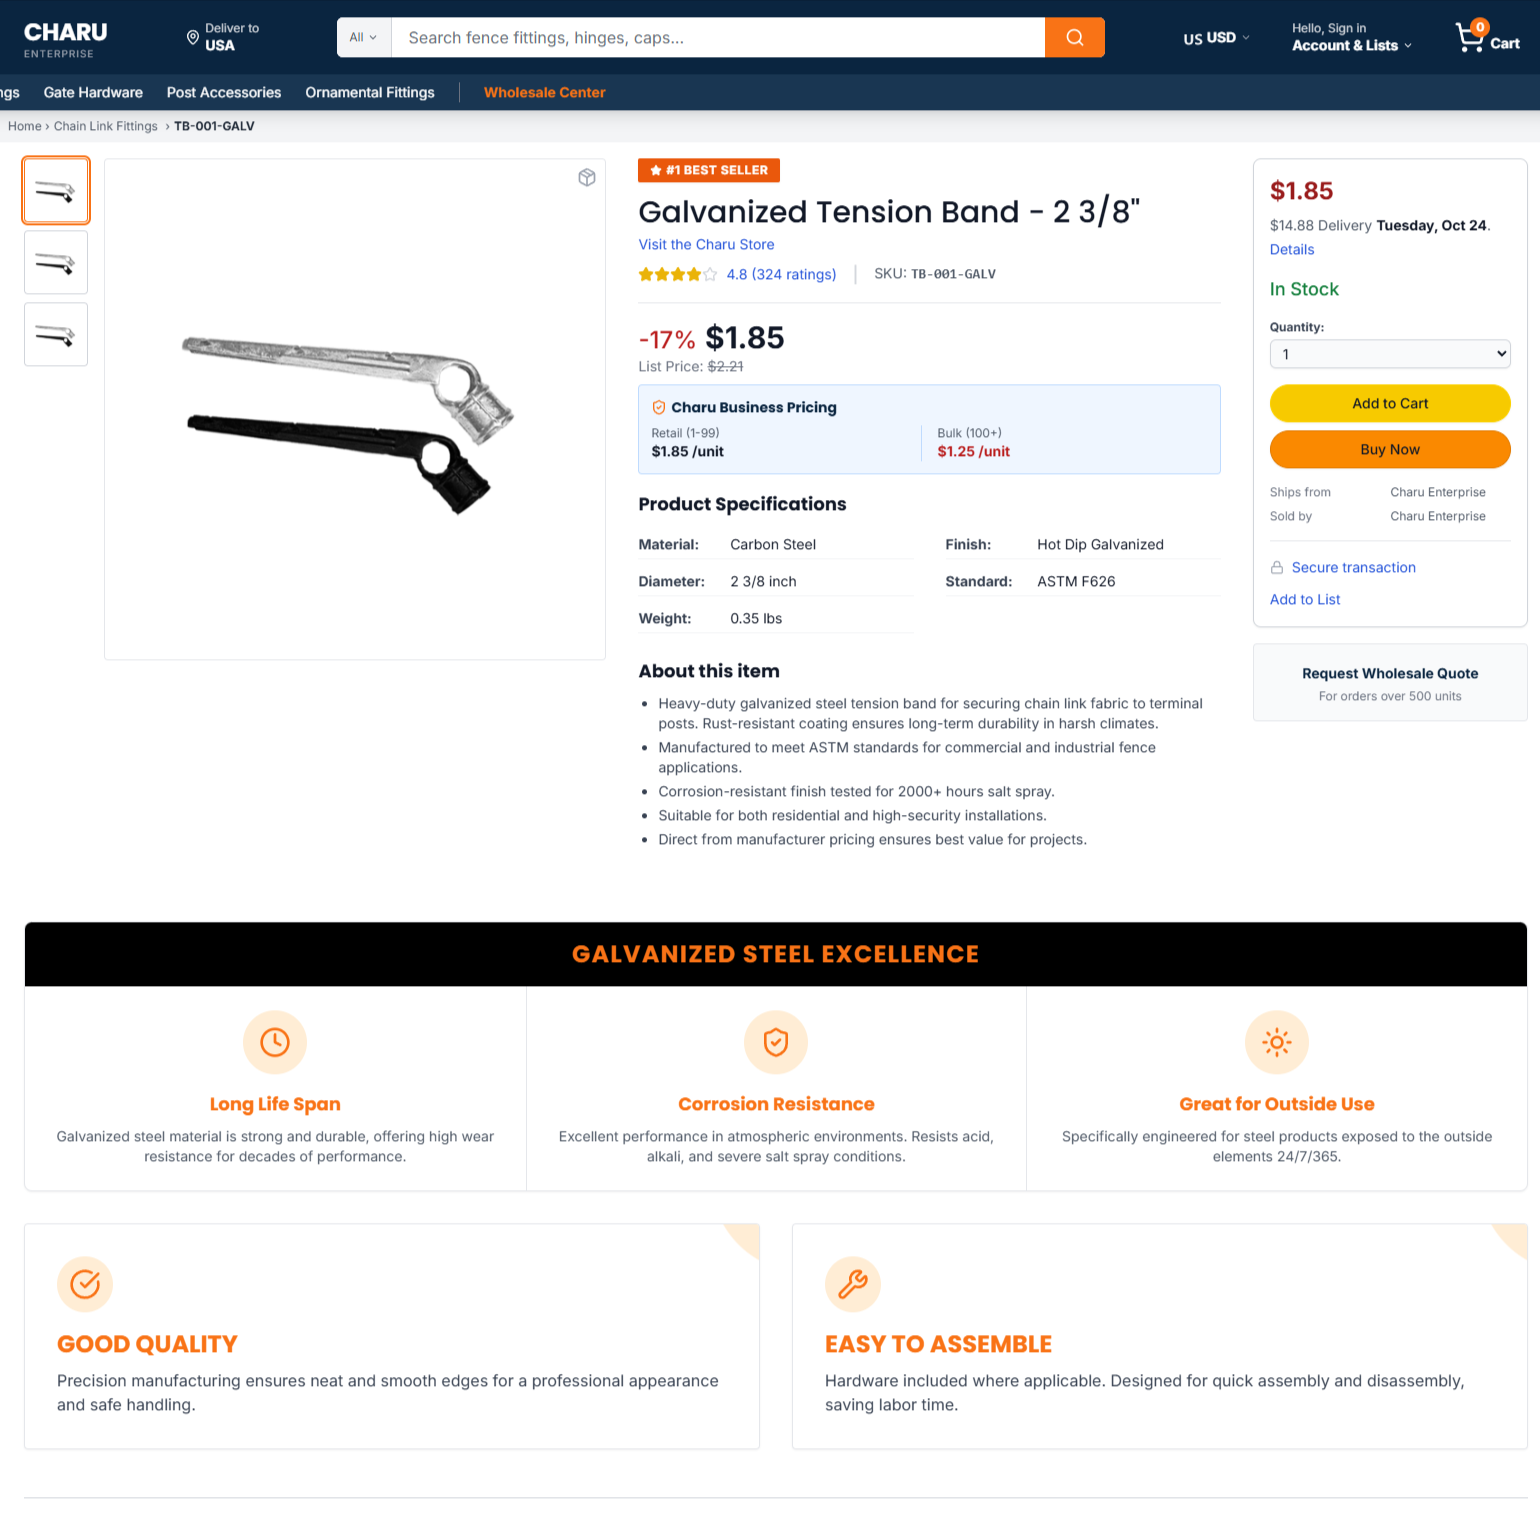 CHARU
ENTERPRISE
Deliver to
USA
All
Search fence fittings, hinges, caps...
US USD
Hello, Sign in
Account & Lists
0
Cart
ngs
Gate Hardware
Post Accessories
Ornamental Fittings
Wholesale Center
Home › Chain Link Fittings › TB-001-GALV
#1 BEST SELLER
Galvanized Tension Band - 2 3/8"
Visit the Charu Store
4.8 (324 ratings)
SKU: TB-001-GALV
-17% $1.85
List Price: $2.21
Charu Business Pricing
Retail (1-99)
$1.85 /unit
Bulk (100+)
$1.25 /unit
Product Specifications
Material: Carbon Steel
Finish: Hot Dip Galvanized
Diameter: 2 3/8 inch
Standard: ASTM F626
Weight: 0.35 lbs
About this item
Heavy-duty galvanized steel tension band for securing chain link fabric to terminal
posts. Rust-resistant coating ensures long-term durability in harsh climates.
Manufactured to meet ASTM standards for commercial and industrial fence
applications.
Corrosion-resistant finish tested for 2000+ hours salt spray.
Suitable for both residential and high-security installations.
Direct from manufacturer pricing ensures best value for projects.
$1.85
$14.88 Delivery Tuesday, Oct 24.
Details
In Stock
Quantity:
1
Add to Cart
Buy Now
Ships from Charu Enterprise
Sold by Charu Enterprise
Secure transaction
Add to List
Request Wholesale Quote
For orders over 500 units
GALVANIZED STEEL EXCELLENCE
Long Life Span
Galvanized steel material is strong and durable, offering high wear
resistance for decades of performance.
Corrosion Resistance
Excellent performance in atmospheric environments. Resists acid,
alkali, and severe salt spray conditions.
Great for Outside Use
Specifically engineered for steel products exposed to the outside
elements 24/7/365.
GOOD QUALITY
Precision manufacturing ensures neat and smooth edges for a professional appearance
and safe handling.
EASY TO ASSEMBLE
Hardware included where applicable. Designed for quick assembly and disassembly,
saving labor time.